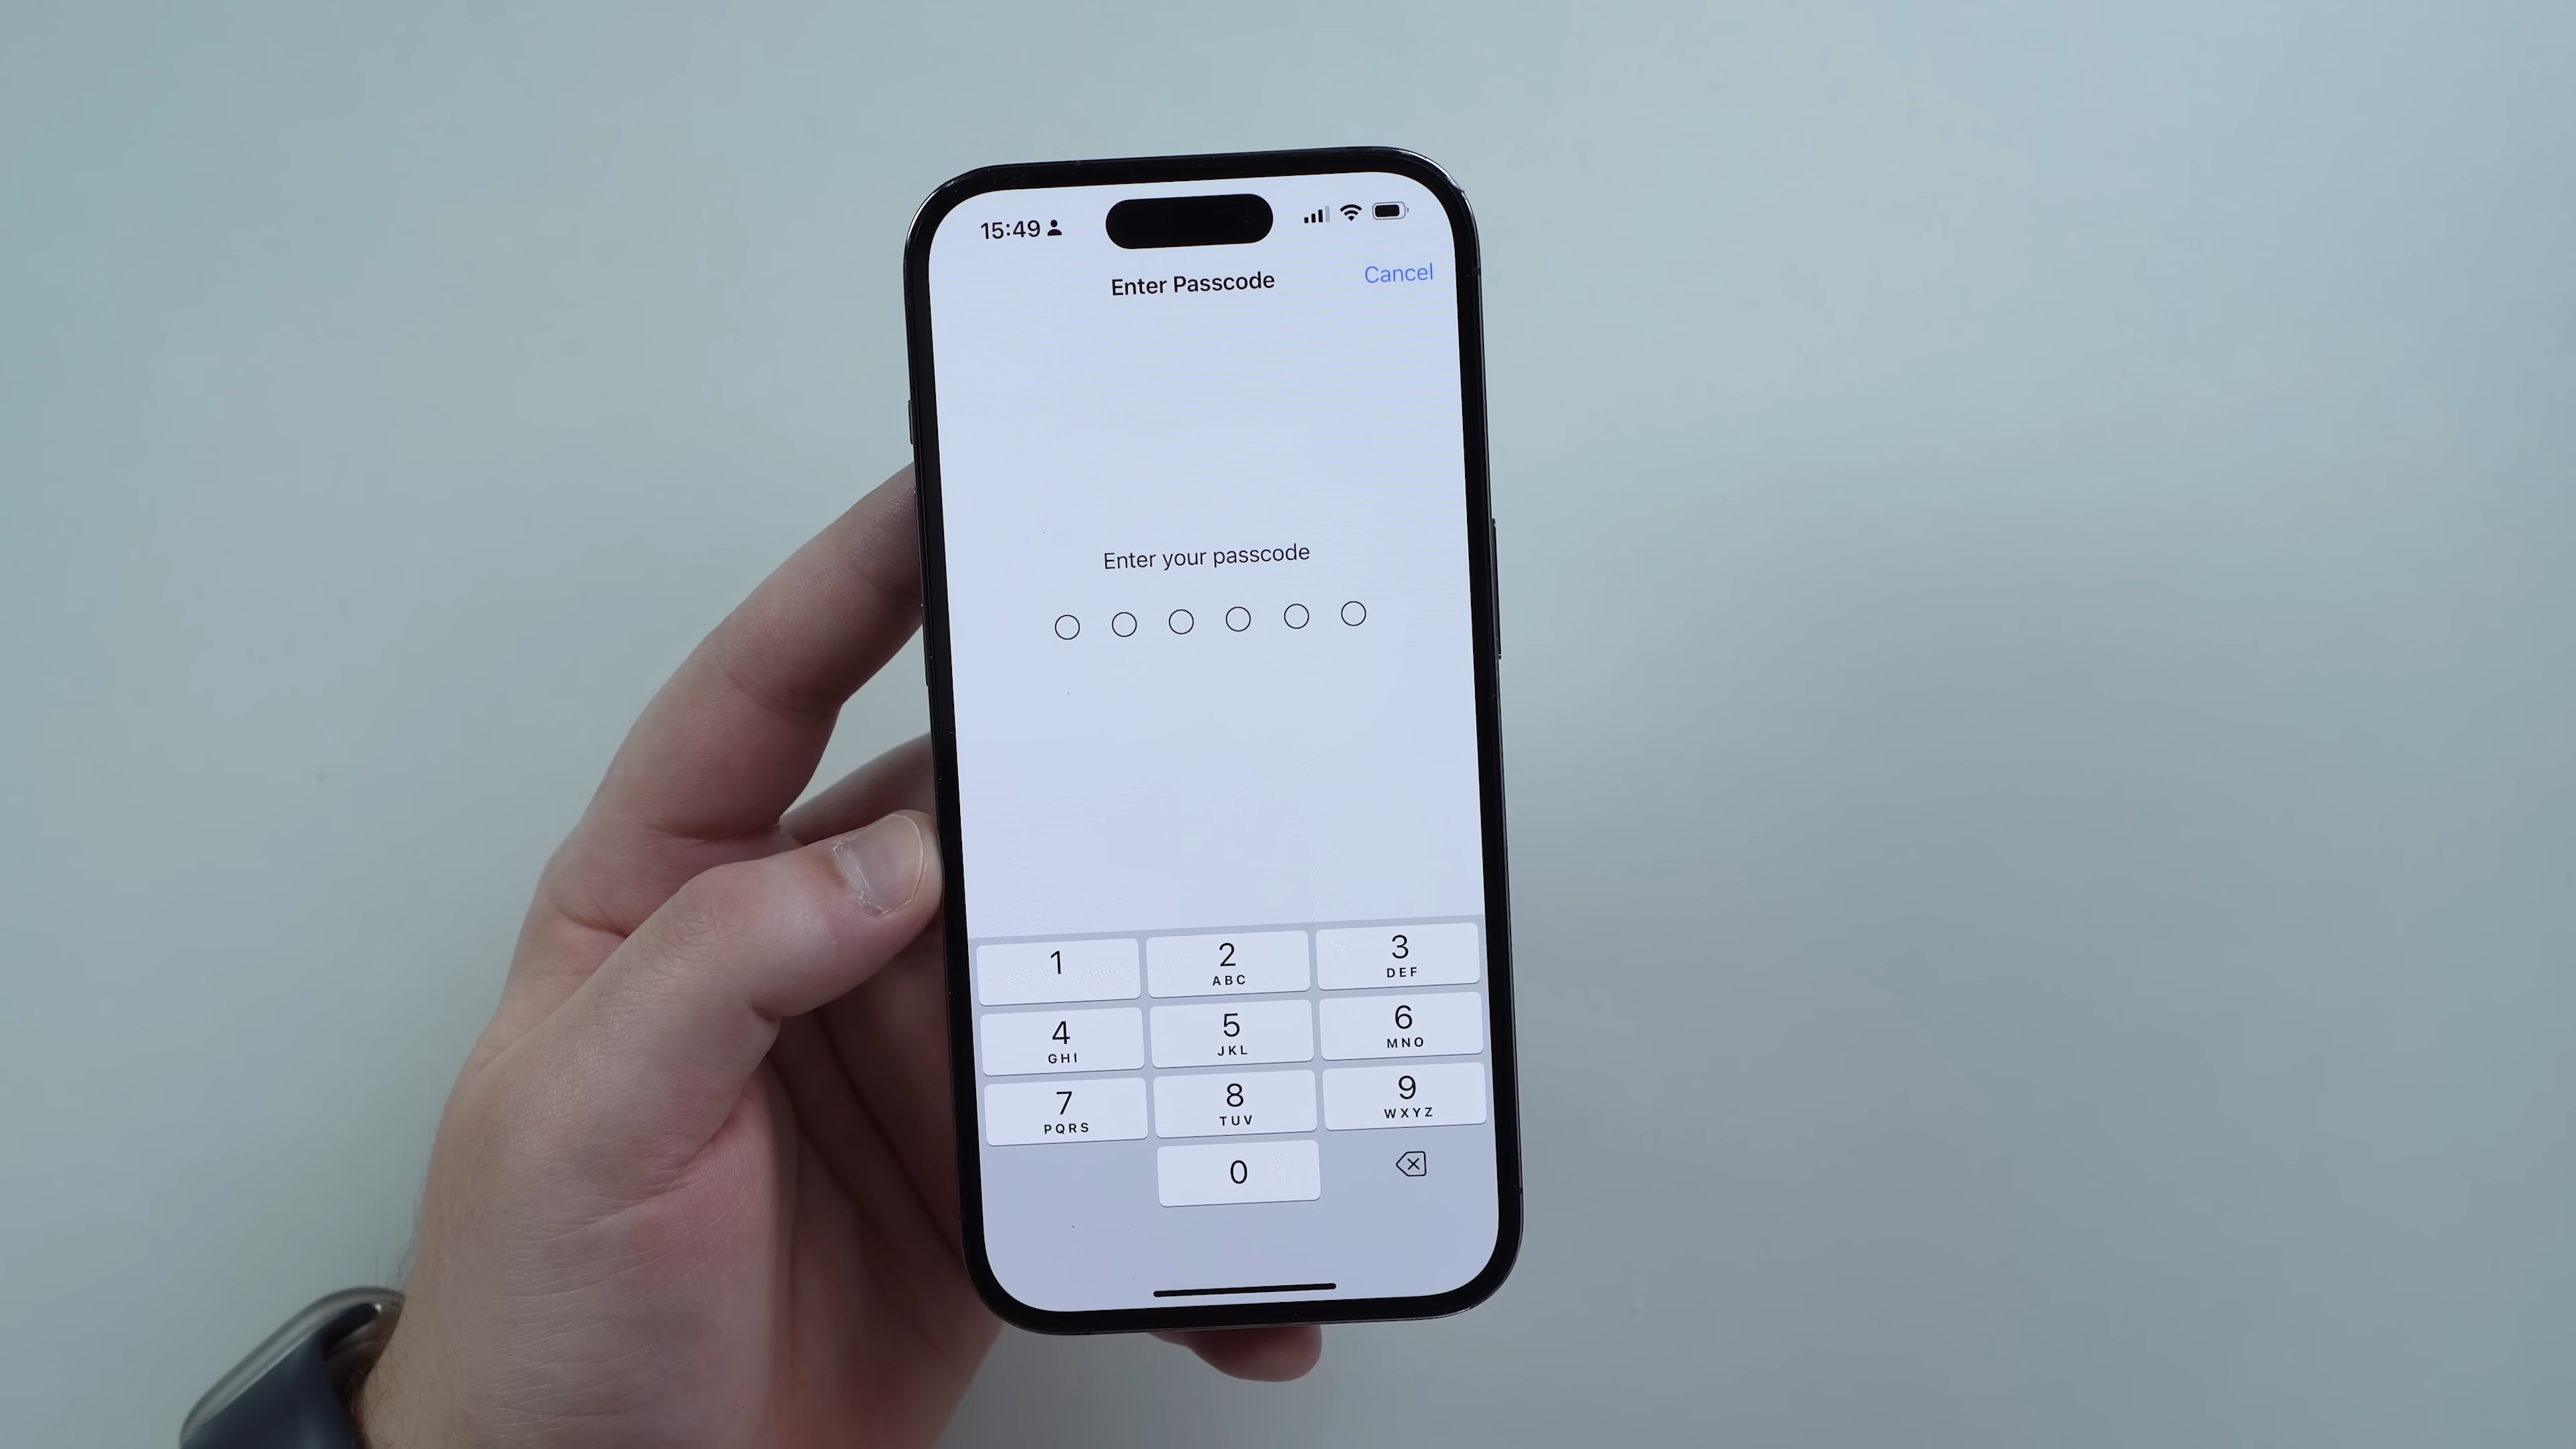 15:49
Enter Passcode
Cancel
Enter your passcode
1
2
ABC
3
DEF
4
GHI
5
JKL
6
MNO
7
PQRS
8
TUV
9
WXYZ
0